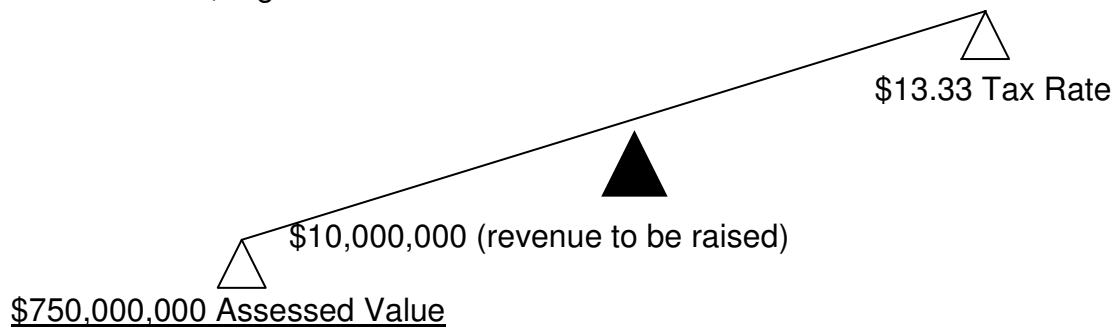 $13.33 Tax Rate
$10,000,000 (revenue to be raised)
$750,000,000 Assessed Value